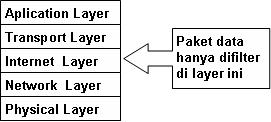 Aplication Layer
Transport Layer
Internet Layer
Network Layer
Physical Layer
Paket data
hanya difilter
di layer ini